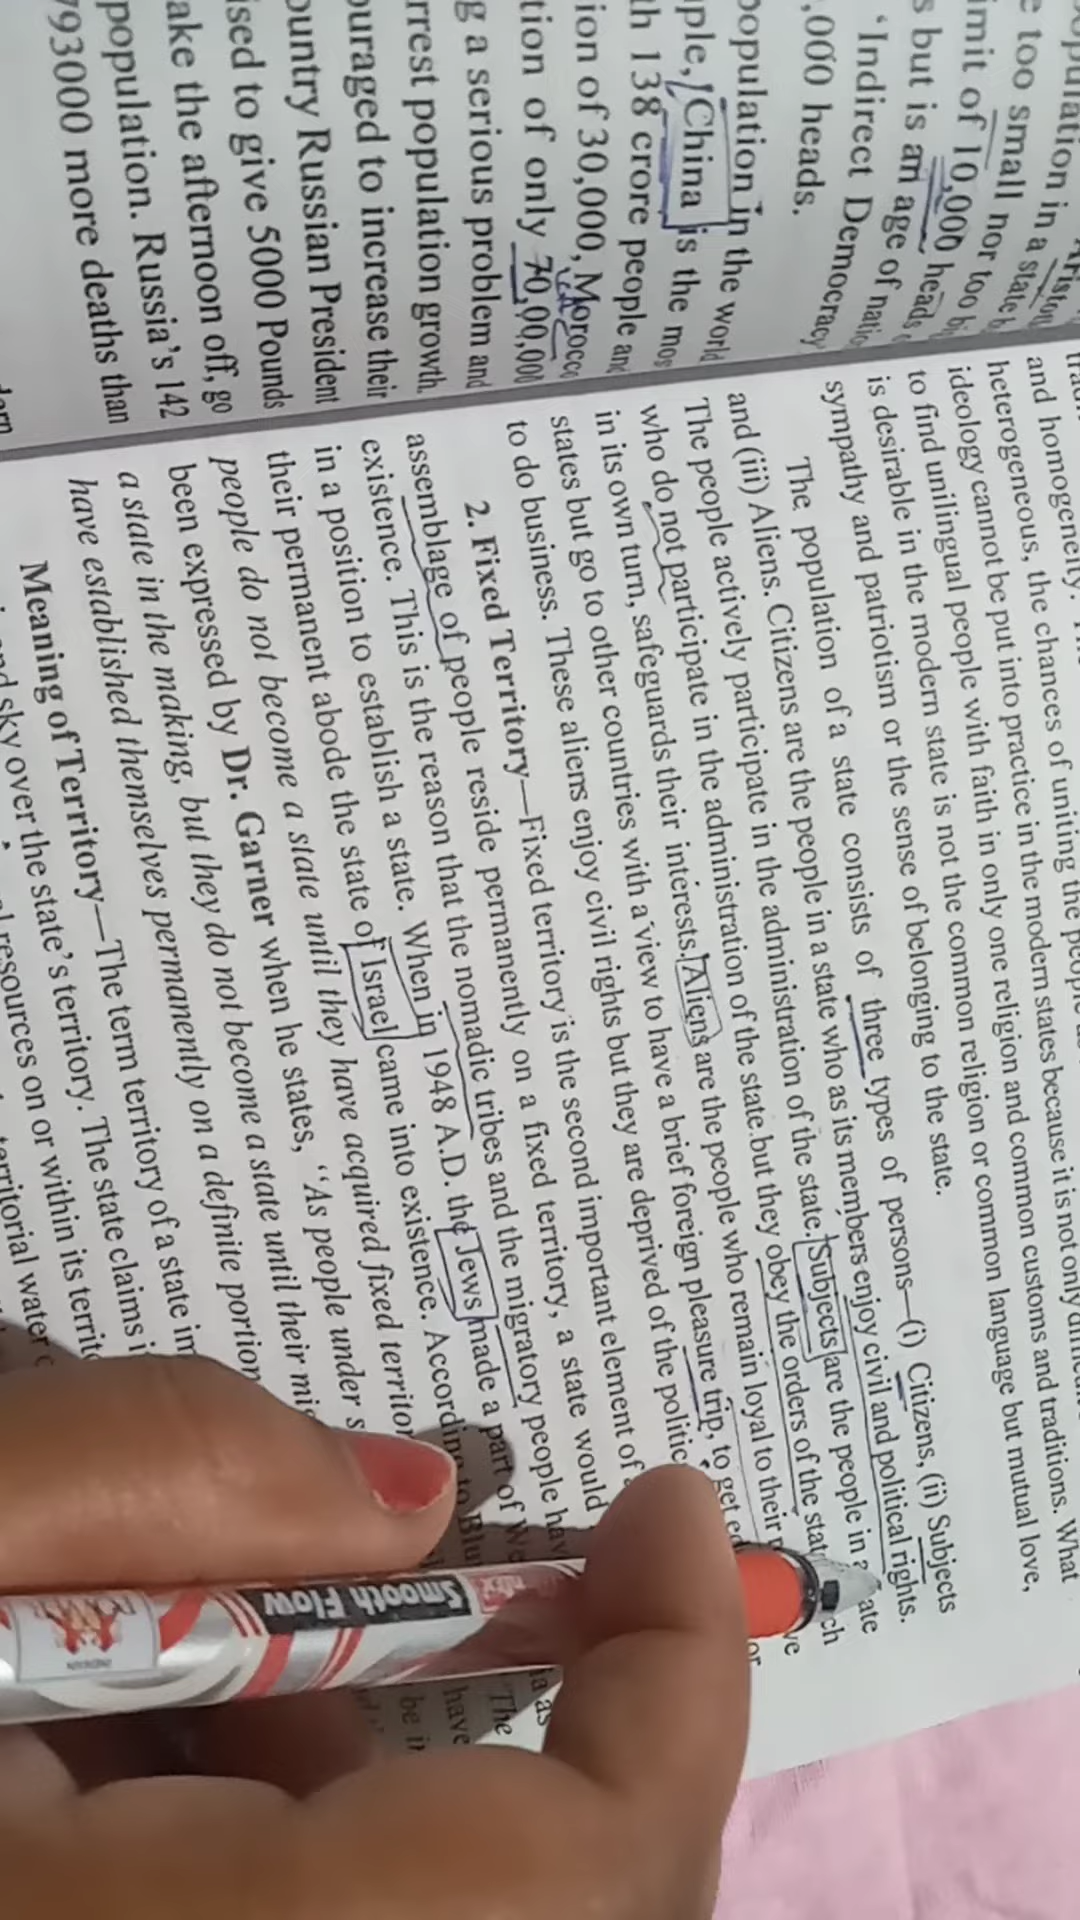 opulation in a
e too small nor too
imit of 10,000 heads
s but is an age of
'Indirect Democracy
,000 heads.
population in the world
ple, China is the
th 138 crore people and
ion of 30,000, Morocco
tion of only 70,00,000
g a serious problem and
rrest population growth.
ouraged to increase their
ountry Russian President
ised to give 5000 Pounds
ake the afternoon off, go
population. Russia's 142
793000 more deaths than
and homogeneity.
heterogeneous, the chances of uniting the people
ideology cannot be put into practice in the modern states because it is not only
to find unilingual people with faith in only one religion and common customs and traditions. What
is desirable in the modern state is not the common religion or common language but mutual love,
sympathy and patriotism or the sense of belonging to the state.
The population of a state consists of three types of persons—(i) Citizens, (ii) Subjects
and (iii) Aliens. Citizens are the people in a state who as its members enjoy civil and political rights.
The people actively participate in the administration of the state. Subjects are the people in ate
who do not participate in the administration of the state but they obey the orders of the ch
in its own turn, safeguards their interests. Aliens are the people who remain loyal to their
states but go to other countries with a view to have a brief foreign pleasure trip, to get
to do business. These aliens enjoy civil rights but they are deprived of the
2. Fixed Territory—Fixed territory is the second important element of
assemblage of people reside permanently on a fixed territory, a state would
existence. This is the reason that the nomadic tribes and the migratory people
in a position to establish a state. When in 1948 A.D. the Jews made a part of
their permanent abode the state of Israel came into existence. According to
people do not become a state until they have acquired fixed
been expressed by Dr. Garner when he states, "As people under
a state in the making, but they do not become a state until their
have established themselves permanently on a definite portion
Meaning of Territory—The term territory of a state
sky over the state's territory. The state claims
resources on or within its
territorial water
The
have
Smooth Flow